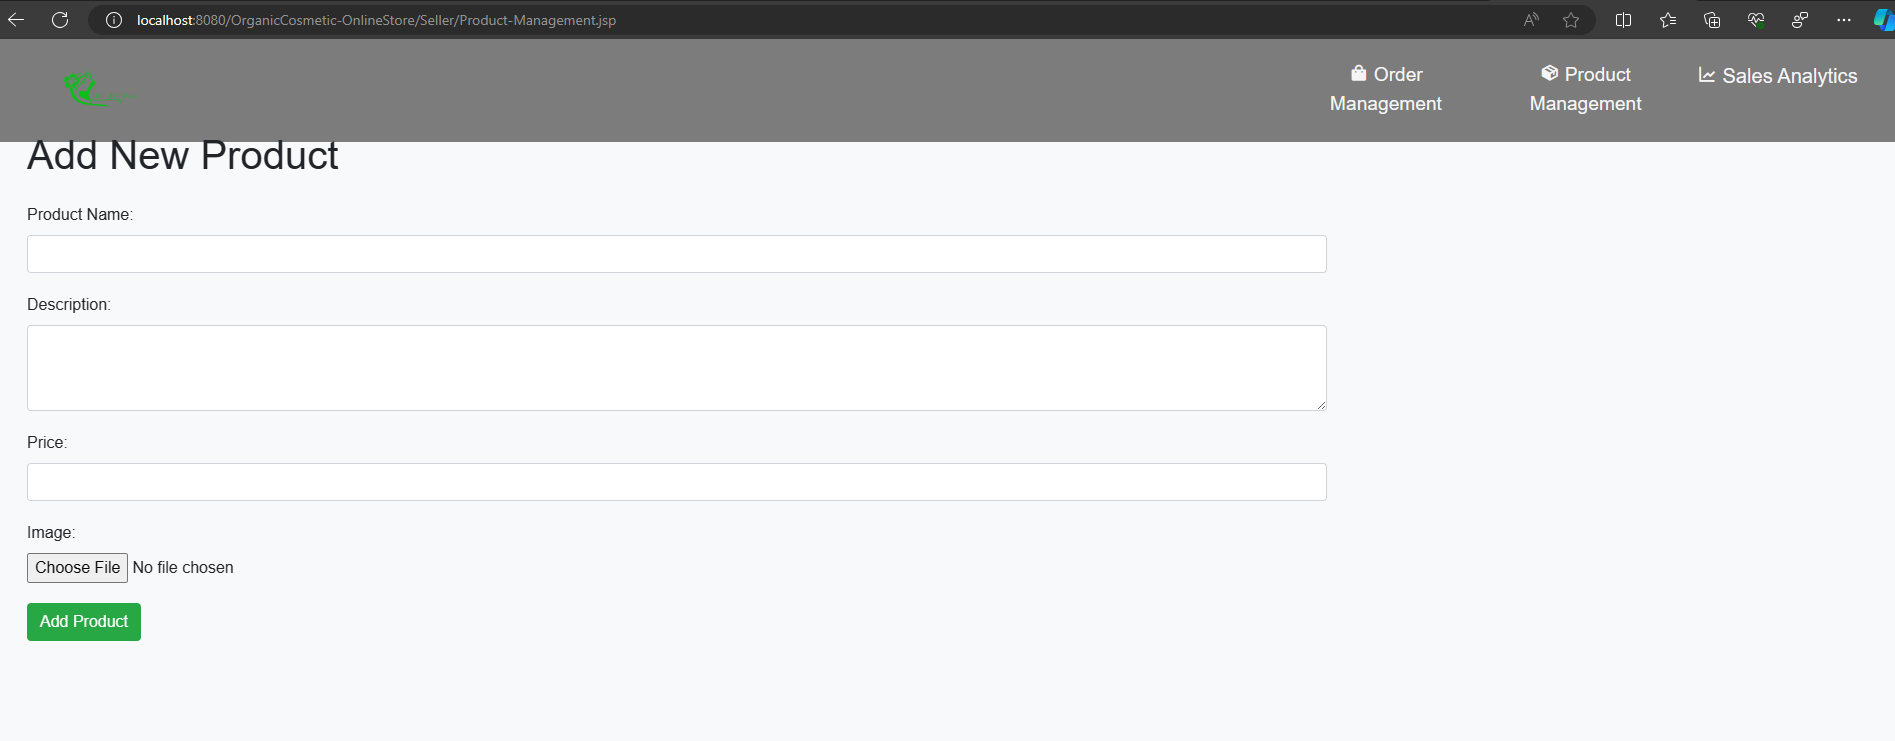 localhost:8080/OrganicCosmetic-OnlineStore/Seller/Product-Management.jsp
Order Management
Product Management
Sales Analytics
Add New Product
Product Name:
Description:
Price:
Image:
Choose File No file chosen
Add Product